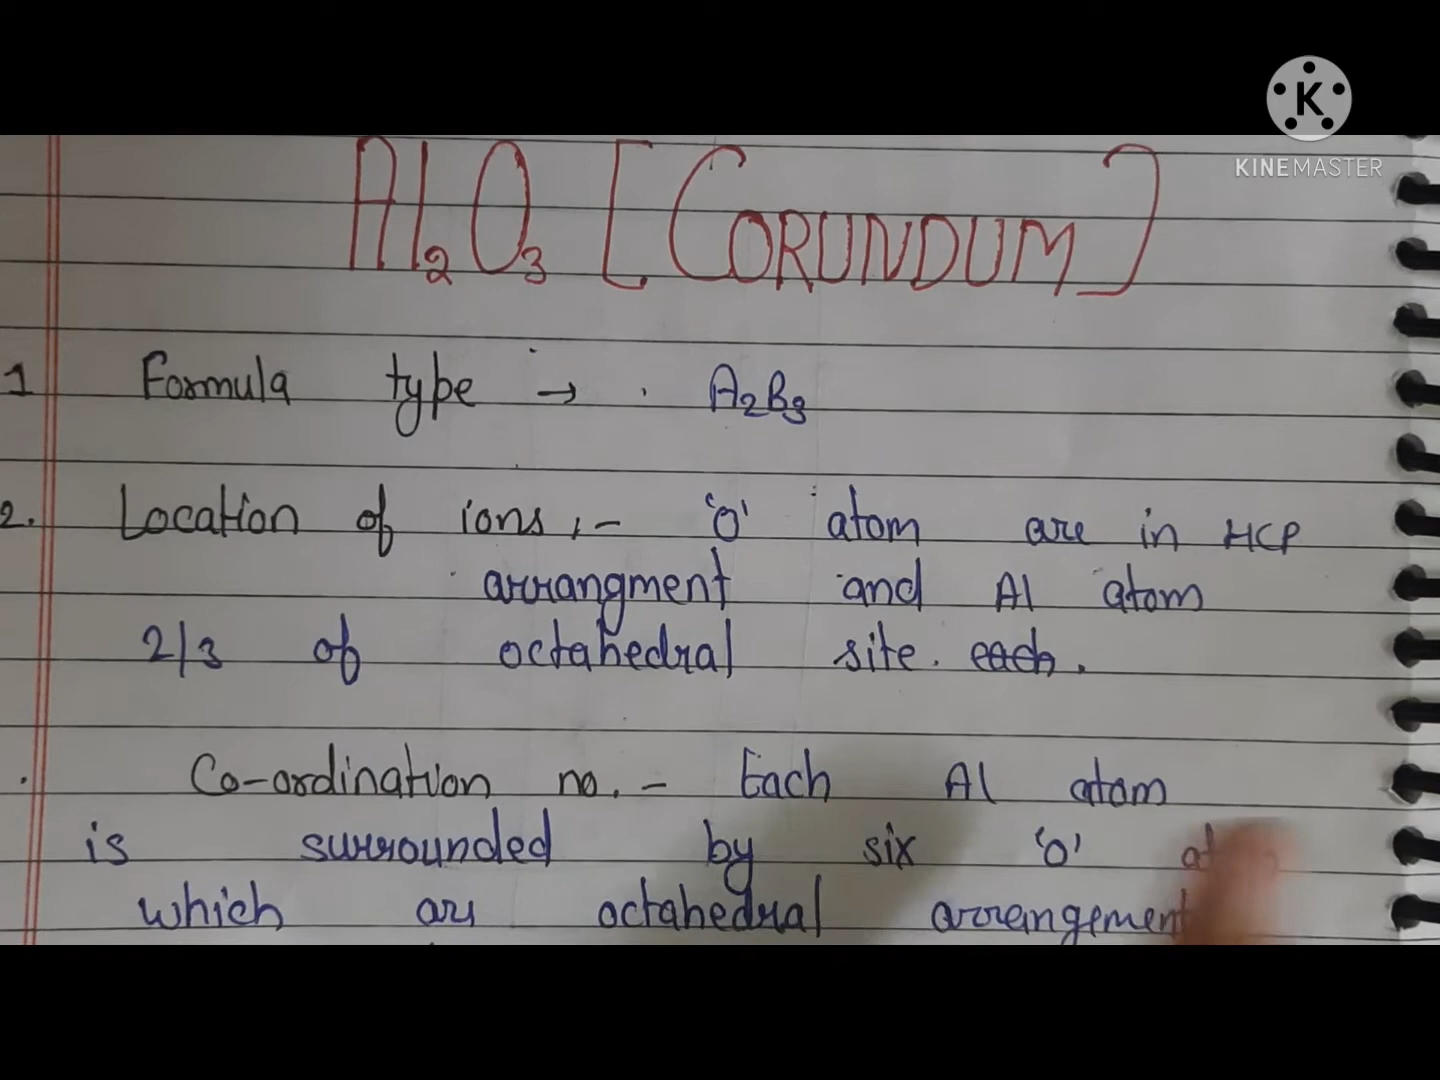 K
KINEMASTER
Al₂O₃ [CORUNDUM]
1 Formula type → A₂B₃
2. Location of ions,- 'O' atom are in HCP
arrangment and Al atom
2/3 of octahedral site. each.
Co-ordination no. - Each Al atom
is surrounded by six 'O'
which are octahedral arrangement